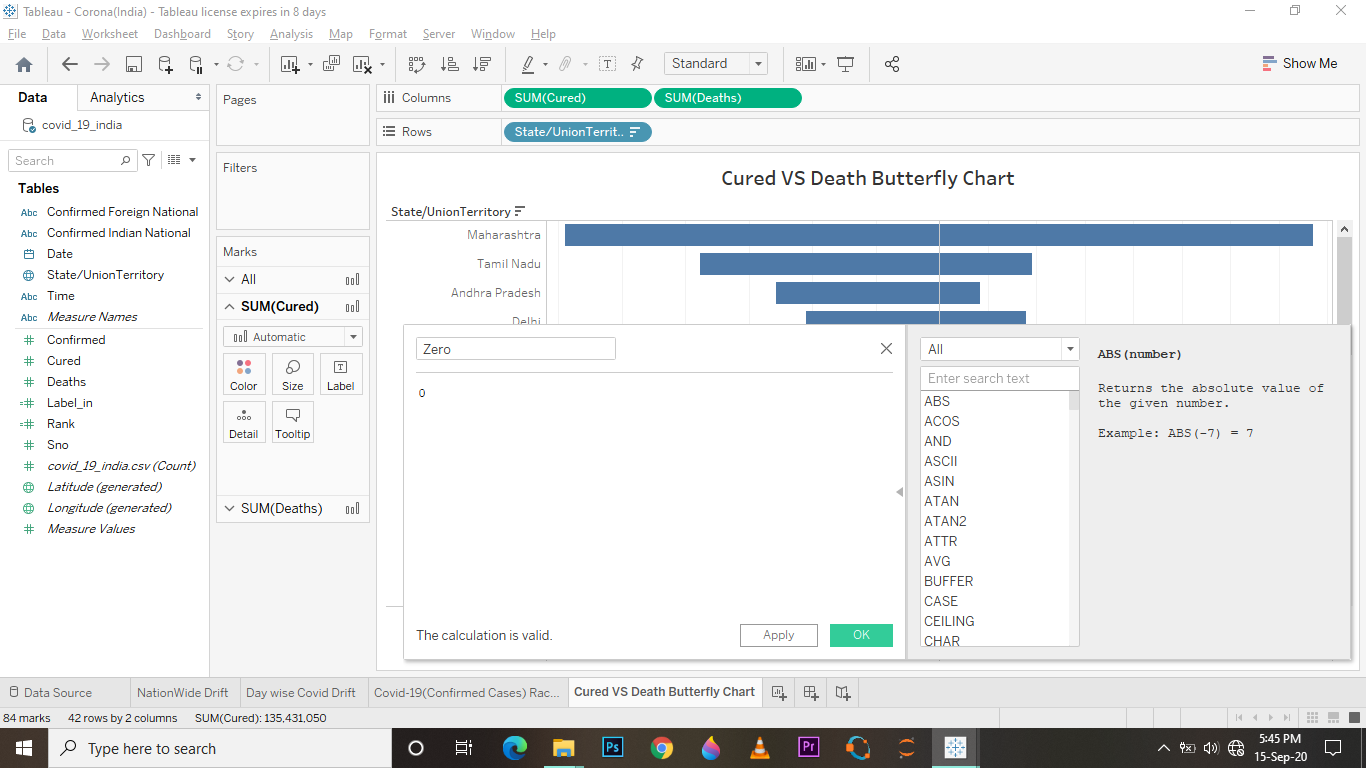 Tableau - Corona(India) - Tableau license expires in 8 days
File Data Worksheet Dashboard Story Analysis Map Format Server Window Help
Standard
Show Me
Data Analytics
covid_19_india
Search
Tables
Abc Confirmed Foreign National
Abc Confirmed Indian National
Date
State/UnionTerritory
Abc Time
Abc Measure Names
Confirmed
Cured
Deaths
Label_in
Rank
Sno
covid_19_india.csv (Count)
Latitude (generated)
Longitude (generated)
Measure Values
Pages
Filters
Marks
All
SUM(Cured)
Automatic
Color Size Label
Detail Tooltip
SUM(Deaths)
Columns SUM(Cured) SUM(Deaths)
Rows State/UnionTerrit..
Cured VS Death Butterfly Chart
State/UnionTerritory
Maharashtra
Tamil Nadu
Andhra Pradesh
Delhi
Zero
0
The calculation is valid.
Apply OK
All
Enter search text
ABS
ACOS
AND
ASCII
ASIN
ATAN
ATAN2
ATTR
AVG
BUFFER
CASE
CEILING
CHAR
ABS(number)
Returns the absolute value of
the given number.
Example: ABS(-7) = 7
Data Source NationWide Drift Day wise Covid Drift Covid-19(Confirmed Cases) Rac... Cured VS Death Butterfly Chart
84 marks 42 rows by 2 columns SUM(Cured): 135,431,050
Type here to search
Ps
Pr
5:45 PM
15-Sep-20